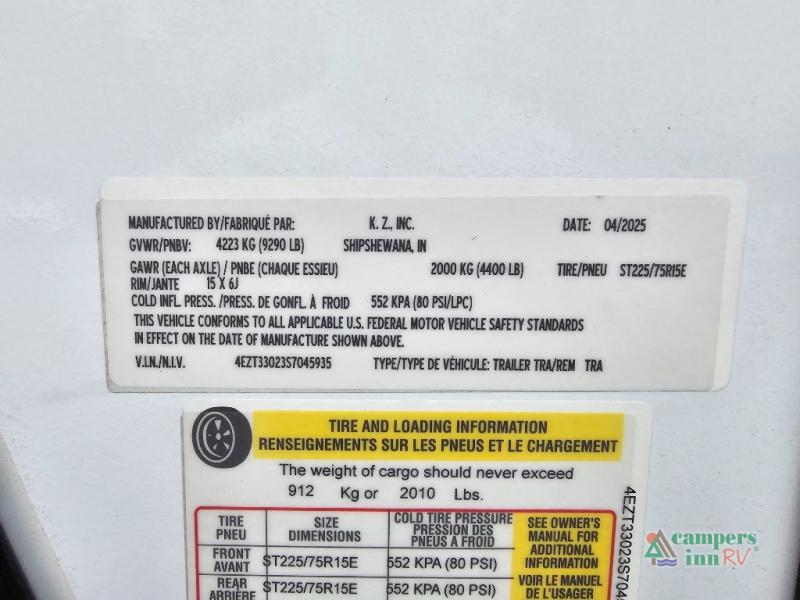 MANUFACTURED BY/FABRIQUÉ PAR: K. Z., INC. DATE: 04/2025
GVWR/PNBV: 4223 KG (9290 LB) SHIPSHEWANA, IN
GAWR (EACH AXLE) / PNBE (CHAQUE ESSIEU) 2000 KG (4400 LB) TIRE/PNEU ST225/75R15E
RIM/JANTE 15 X 6J
COLD INFL. PRESS. /PRESS. DE GONFL. À FROID 552 KPA (80 PSI/LPC)
THIS VEHICLE CONFORMS TO ALL APPLICABLE U.S. FEDERAL MOTOR VEHICLE SAFETY STANDARDS
IN EFFECT ON THE DATE OF MANUFACTURE SHOWN ABOVE.
V.I.N./N.I.V. 4EZT33023S7045935 TYPE/TYPE DE VÉHICULE: TRAILER TRA/REM TRA
TIRE AND LOADING INFORMATION
RENSEIGNEMENTS SUR LES PNEUS ET LE CHARGEMENT
The weight of cargo should never exceed
912 Kg or 2010 Lbs.
TIRE
PNEU
SIZE
DIMENSIONS
COLD TIRE PRESSURE
PRESSION DES
PNEUS A FROID
SEE OWNER'S
MANUAL FOR
ADDITIONAL
INFORMATION
FRONT
AVANT
ST225/75R15E
552 KPA (80 PSI)
VOIR LE MANUEL
DE L'USAGER
REAR
ARRIÈRE
ST225/75R15E
552 KPA (80 PSI)
4EZT33023S704
campers
inn RV